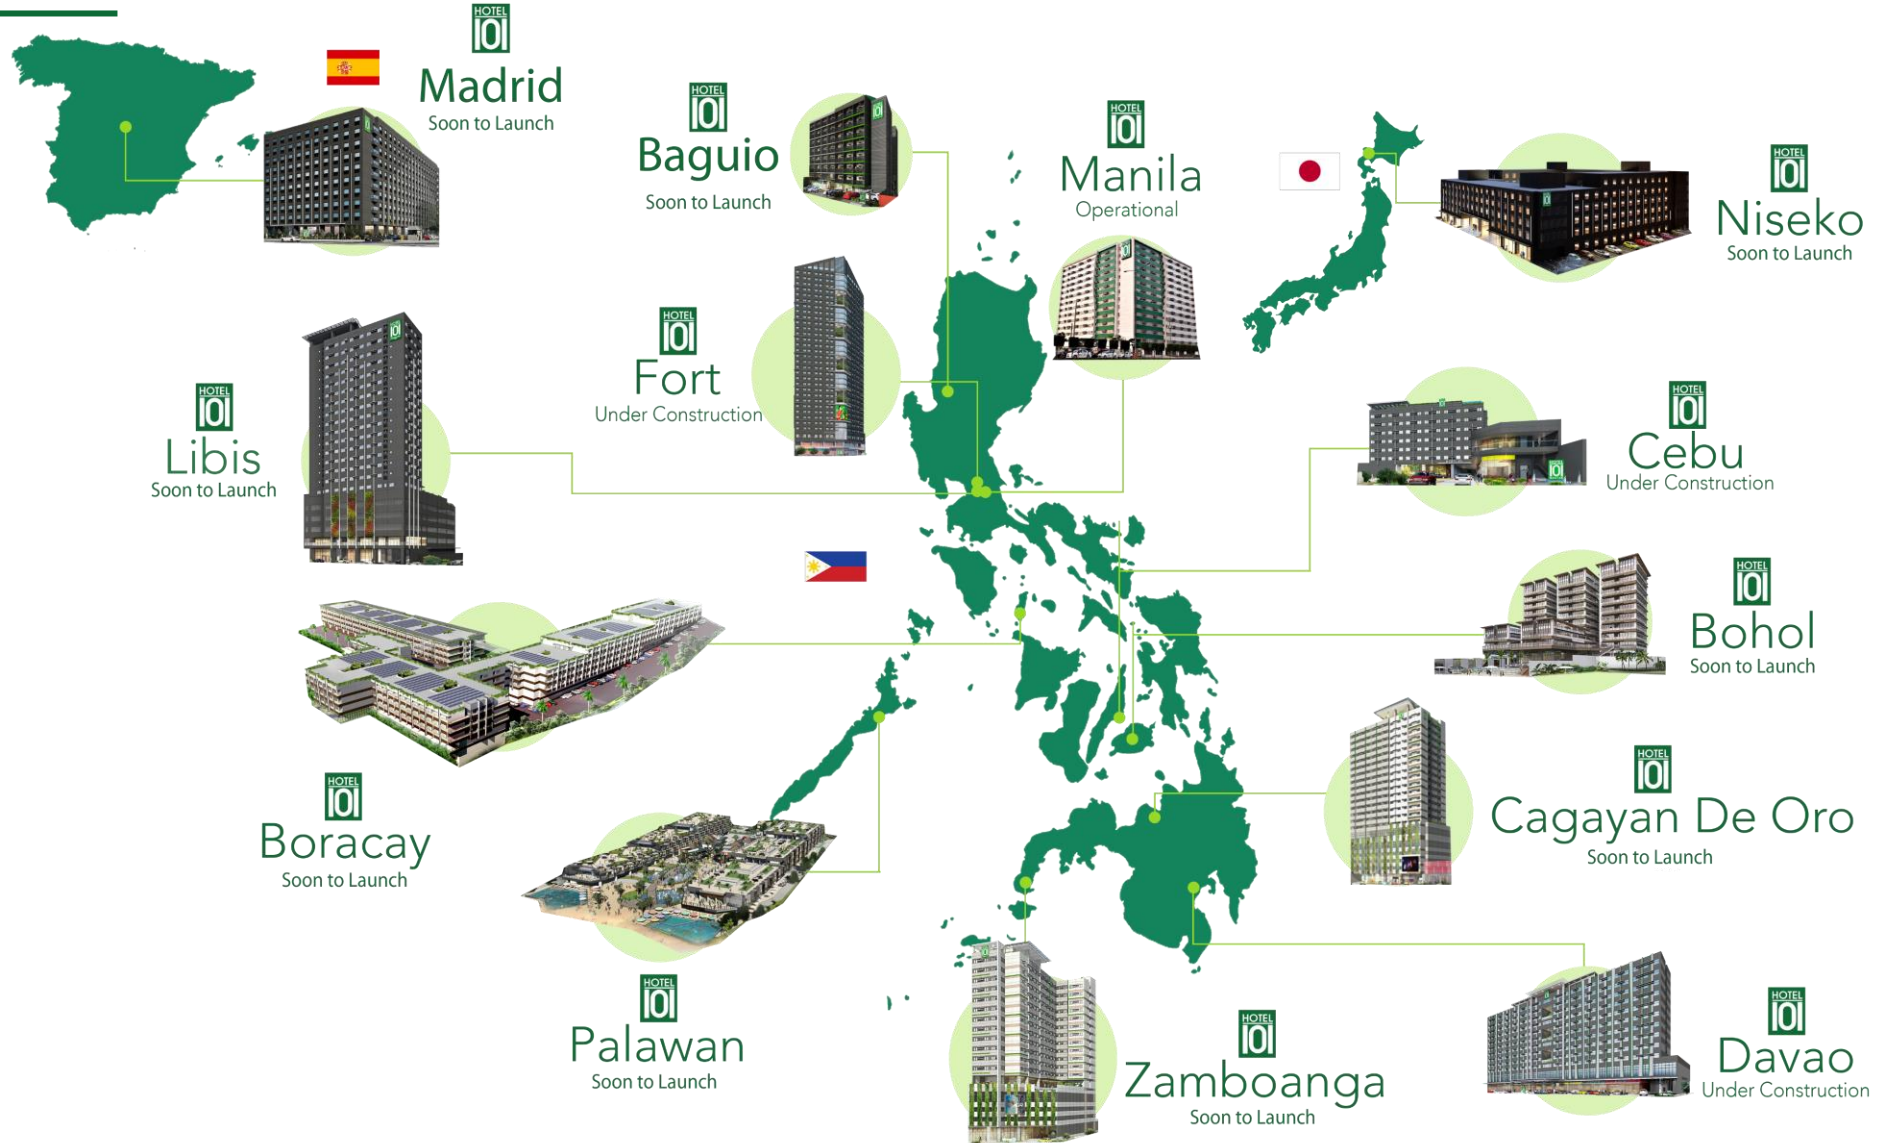 HOTEL
101
Madrid
Soon to Launch
HOTEL
101
Baguio
Soon to Launch
HOTEL
101
Manila
Operational
HOTEL
101
Niseko
Soon to Launch
HOTEL
101
Fort
Under Construction
HOTEL
101
Libis
Soon to Launch
HOTEL
101
Cebu
Under Construction
HOTEL
101
Bohol
Soon to Launch
HOTEL
101
Boracay
Soon to Launch
HOTEL
101
Cagayan De Oro
Soon to Launch
HOTEL
101
Palawan
Soon to Launch
HOTEL
101
Zamboanga
Soon to Launch
HOTEL
101
Davao
Under Construction